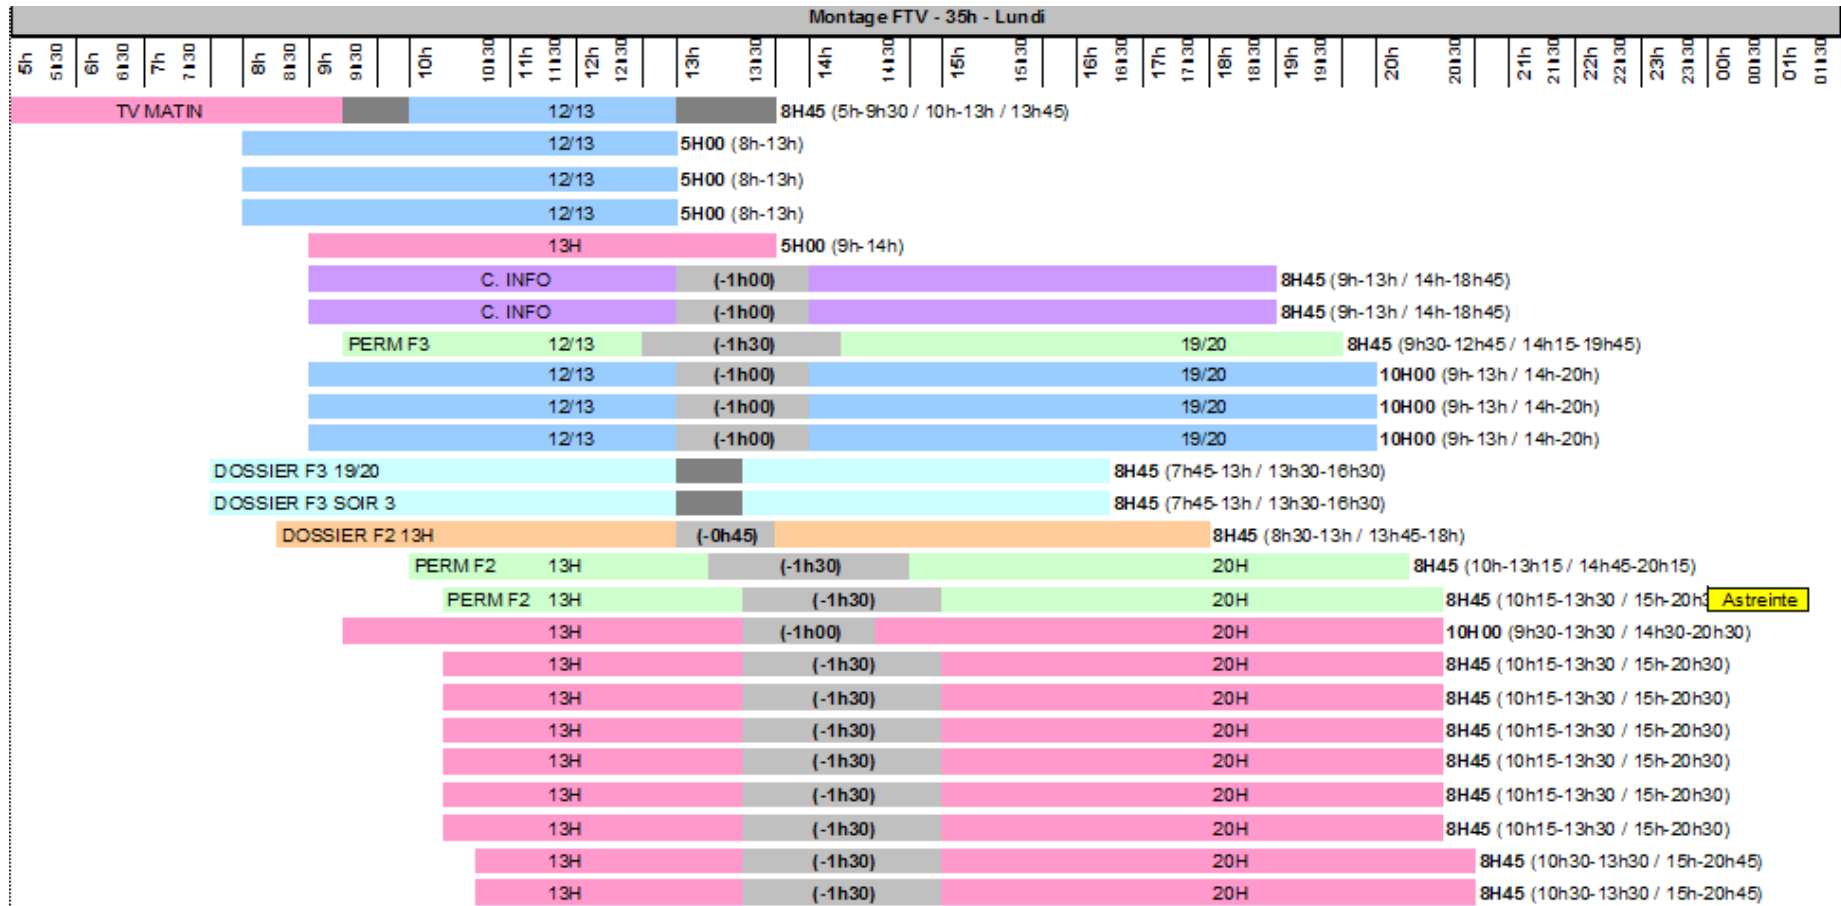 Montage FTV - 35h - Lundi
5h 5h30 6h 6h30 7h 7h30 8h 8h30 9h 9h30 10h 10h30 11h 11h30 12h 12h30 13h 13h30 14h 14h30 15h 15h30 16h 16h30 17h 17h30 18h 18h30 19h 19h30 20h 20h30 21h 21h30 22h 22h30 23h 23h30 00h 00h30 01h 01h30
TV MATIN 12/13 8H45 (5h-9h30 / 10h-13h / 13h45)
12/13 5H00 (8h-13h)
12/13 5H00 (8h-13h)
12/13 5H00 (8h-13h)
13H 5H00 (9h-14h)
C. INFO (-1h00) 8H45 (9h-13h / 14h-18h45)
C. INFO (-1h00) 8H45 (9h-13h / 14h-18h45)
PERM F3 12/13 (-1h30) 19/20 8H45 (9h30-12h45 / 14h15-19h45)
12/13 (-1h00) 19/20 10H00 (9h-13h / 14h-20h)
12/13 (-1h00) 19/20 10H00 (9h-13h / 14h-20h)
12/13 (-1h00) 19/20 10H00 (9h-13h / 14h-20h)
DOSSIER F3 19/20 8H45 (7h45-13h / 13h30-16h30)
DOSSIER F3 SOIR 3 8H45 (7h45-13h / 13h30-16h30)
DOSSIER F2 13H (-0h45) 8H45 (8h30-13h / 13h45-18h)
PERM F2 13H (-1h30) 20H 8H45 (10h-13h15 / 14h45-20h15)
PERM F2 13H (-1h30) 20H 8H45 (10h15-13h30 / 15h-20h3 Astreinte
13H (-1h00) 20H 10H00 (9h30-13h30 / 14h30-20h30)
13H (-1h30) 20H 8H45 (10h15-13h30 / 15h-20h30)
13H (-1h30) 20H 8H45 (10h15-13h30 / 15h-20h30)
13H (-1h30) 20H 8H45 (10h15-13h30 / 15h-20h30)
13H (-1h30) 20H 8H45 (10h15-13h30 / 15h-20h30)
13H (-1h30) 20H 8H45 (10h15-13h30 / 15h-20h30)
13H (-1h30) 20H 8H45 (10h15-13h30 / 15h-20h30)
13H (-1h30) 20H 8H45 (10h30-13h30 / 15h-20h45)
13H (-1h30) 20H 8H45 (10h30-13h30 / 15h-20h45)